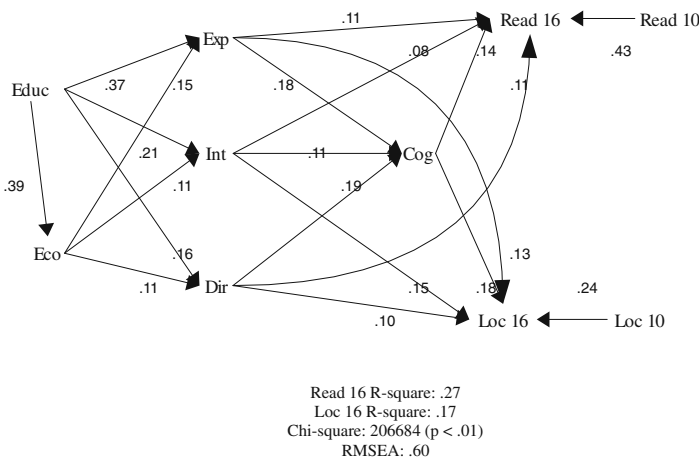 .11
Read 16
Read 10
Exp
.08
.14
.43
.37
.15
.18
.11
Educ
.21
Int
.11
Cog
.39
.11
.19
Eco
.16
.13
.11
Dir
.15
.18
.24
.10
Loc 16
Loc 10
Read 16 R-square: .27
Loc 16 R-square: .17
Chi-square: 206684 (p < .01)
RMSEA: .60